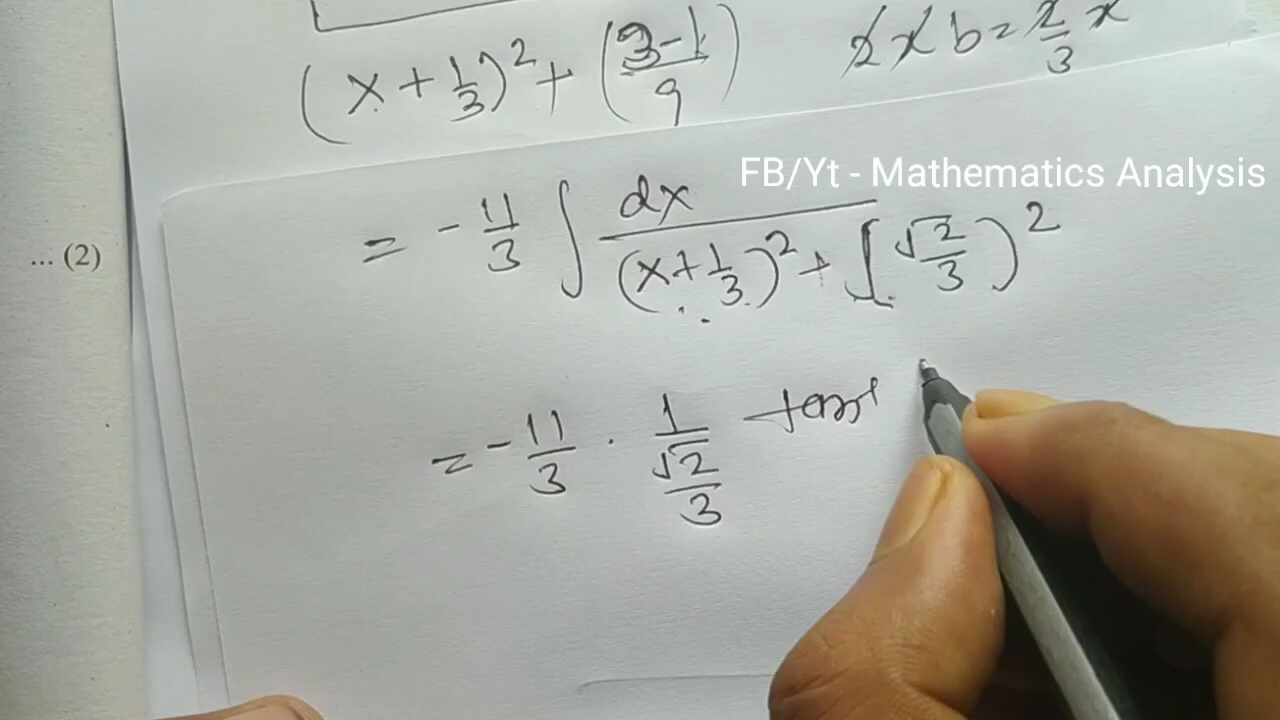 (x + 1/3)² + (3-1/9) 2xb = 2/3 x
FB/Yt - Mathematics Analysis
= - 11/3 ∫ dx/(x+1/3)² + (√2/3)²
... (2)
= - 11/3 · 1/(√2/3) tan⁻¹